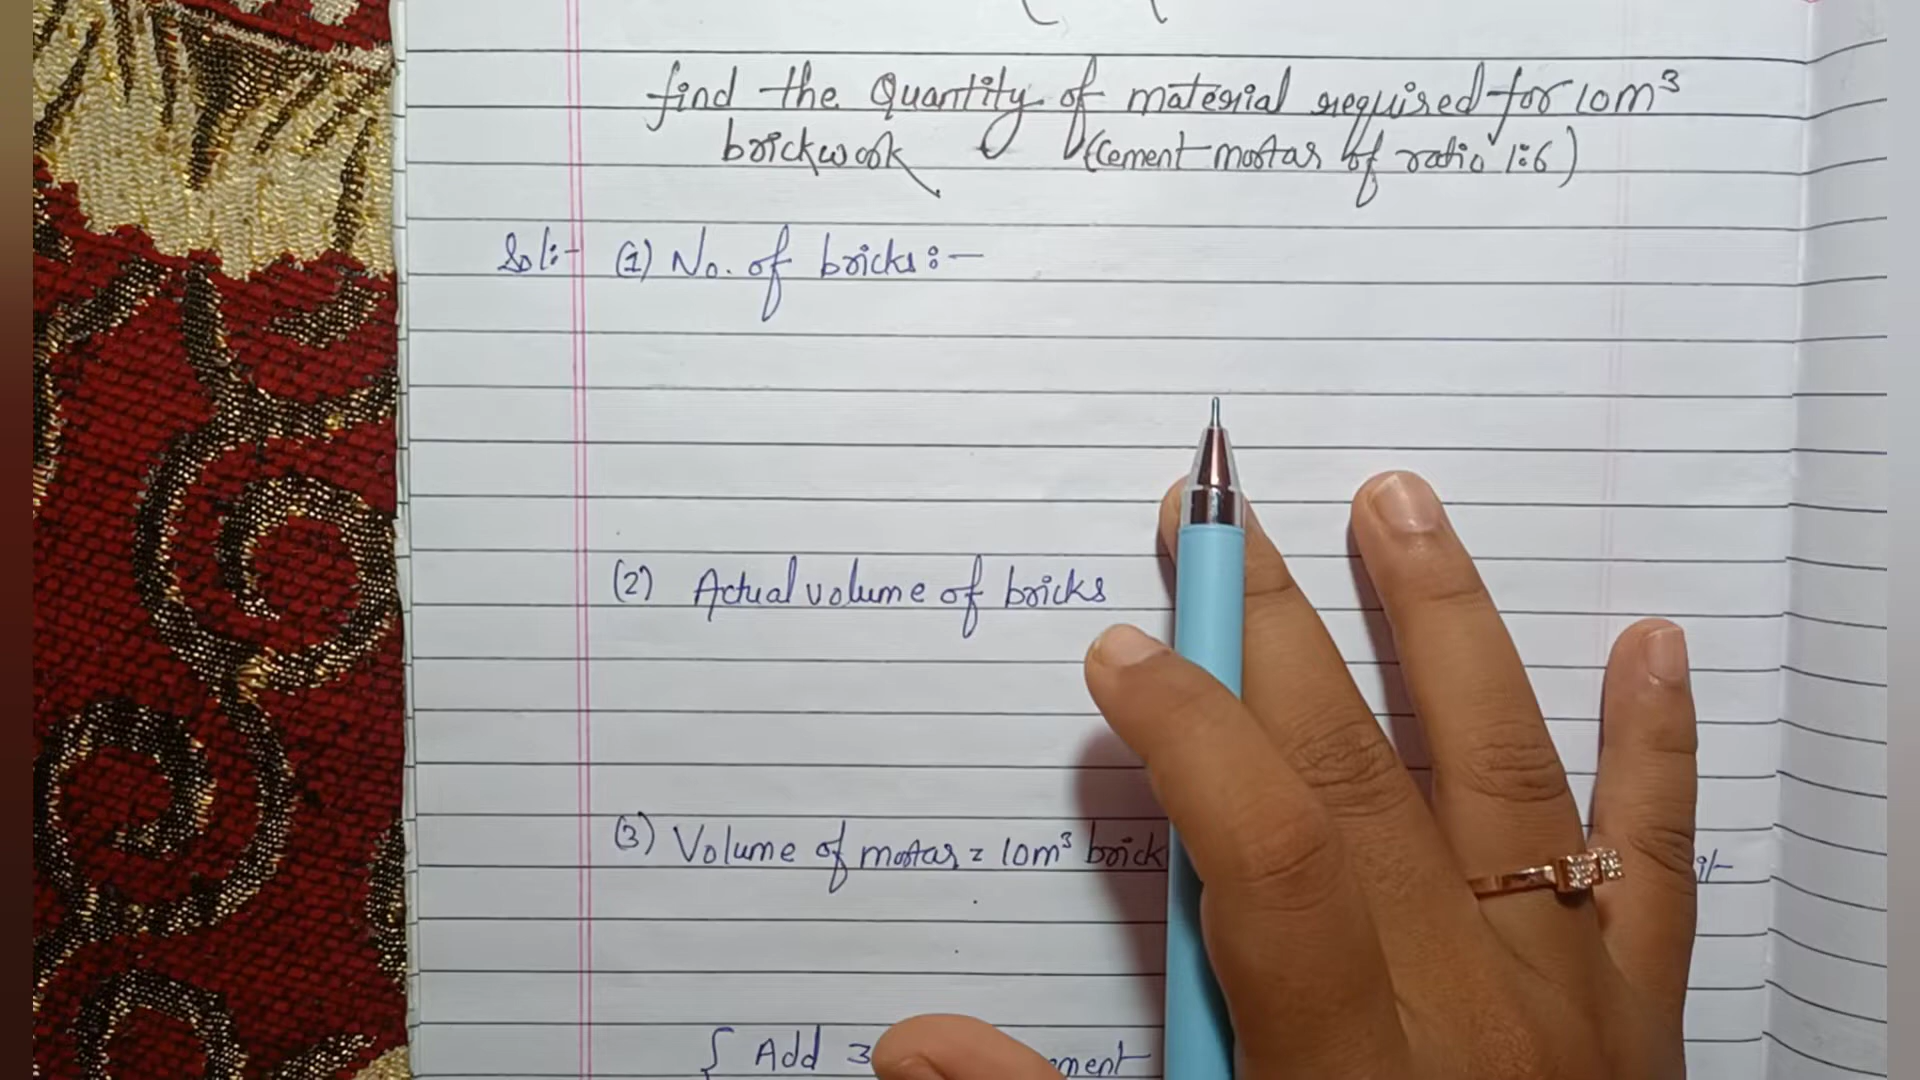 find the Quantity of material required for 10m³
brickwork (Cement mortar of ratio 1:6)
Sol:- (1) No. of bricks:-
(2) Actual volume of bricks
(3) Volume of mortar = 10m³ brick
Add 3